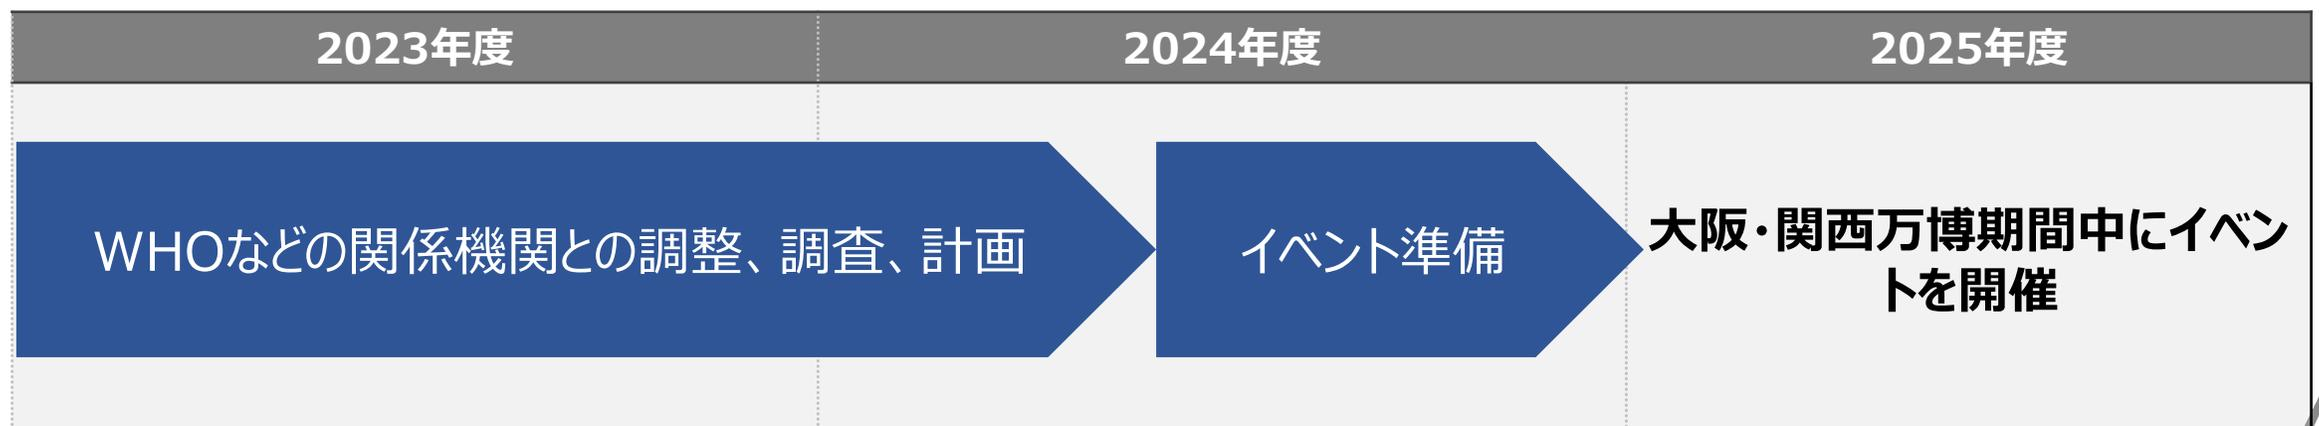 2023年度
2024年度
2025年度
WHOなどの関係機関との調整、調査、計画
イベント準備
大阪・関西万博期間中にイベン
トを開催